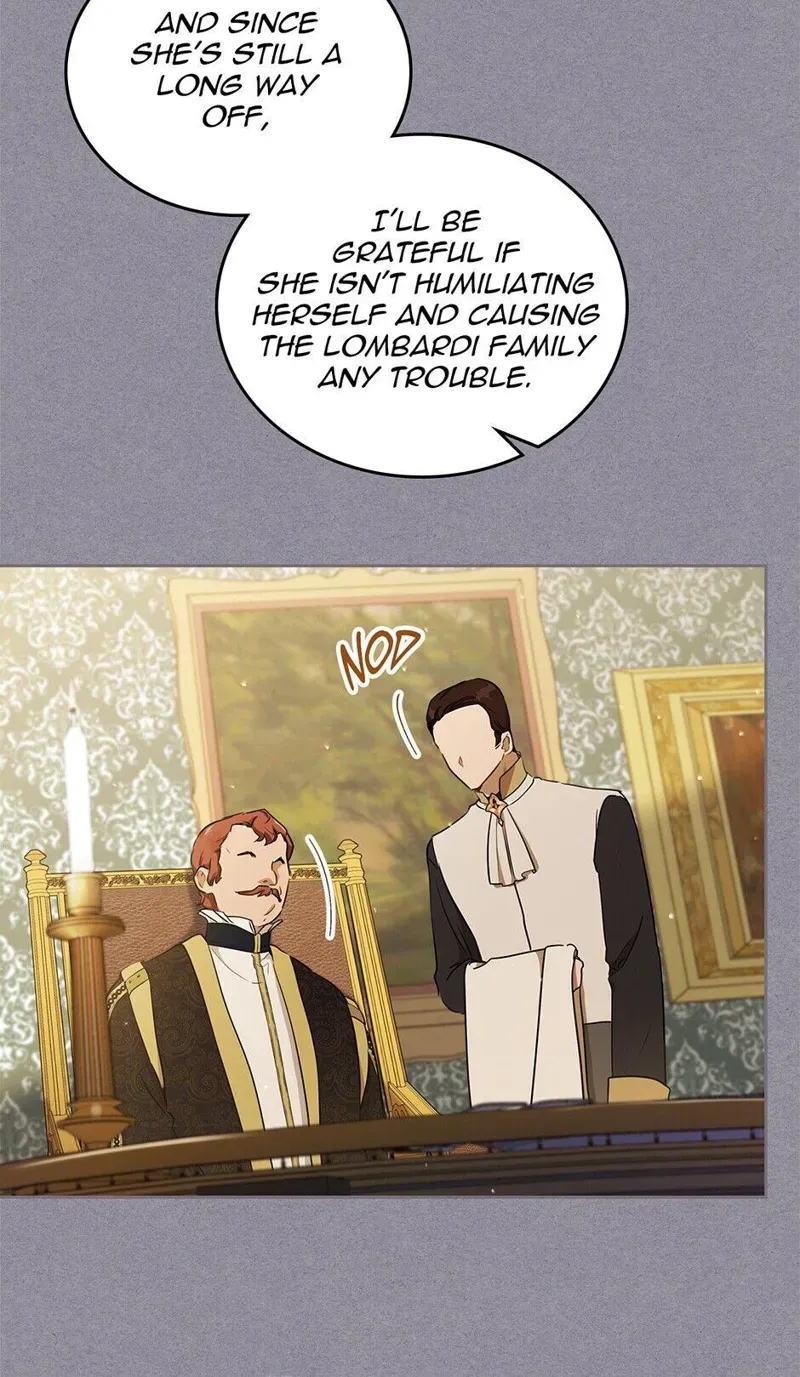 AND SINCE
SHE'S STILL A
LONG WAY
OFF,
I'LL BE
GRATEFUL IF
SHE ISN'T HUMILIATING
HERSELF AND CAUSING
THE LOMBARDI FAMILY
ANY TROUBLE.
NOD